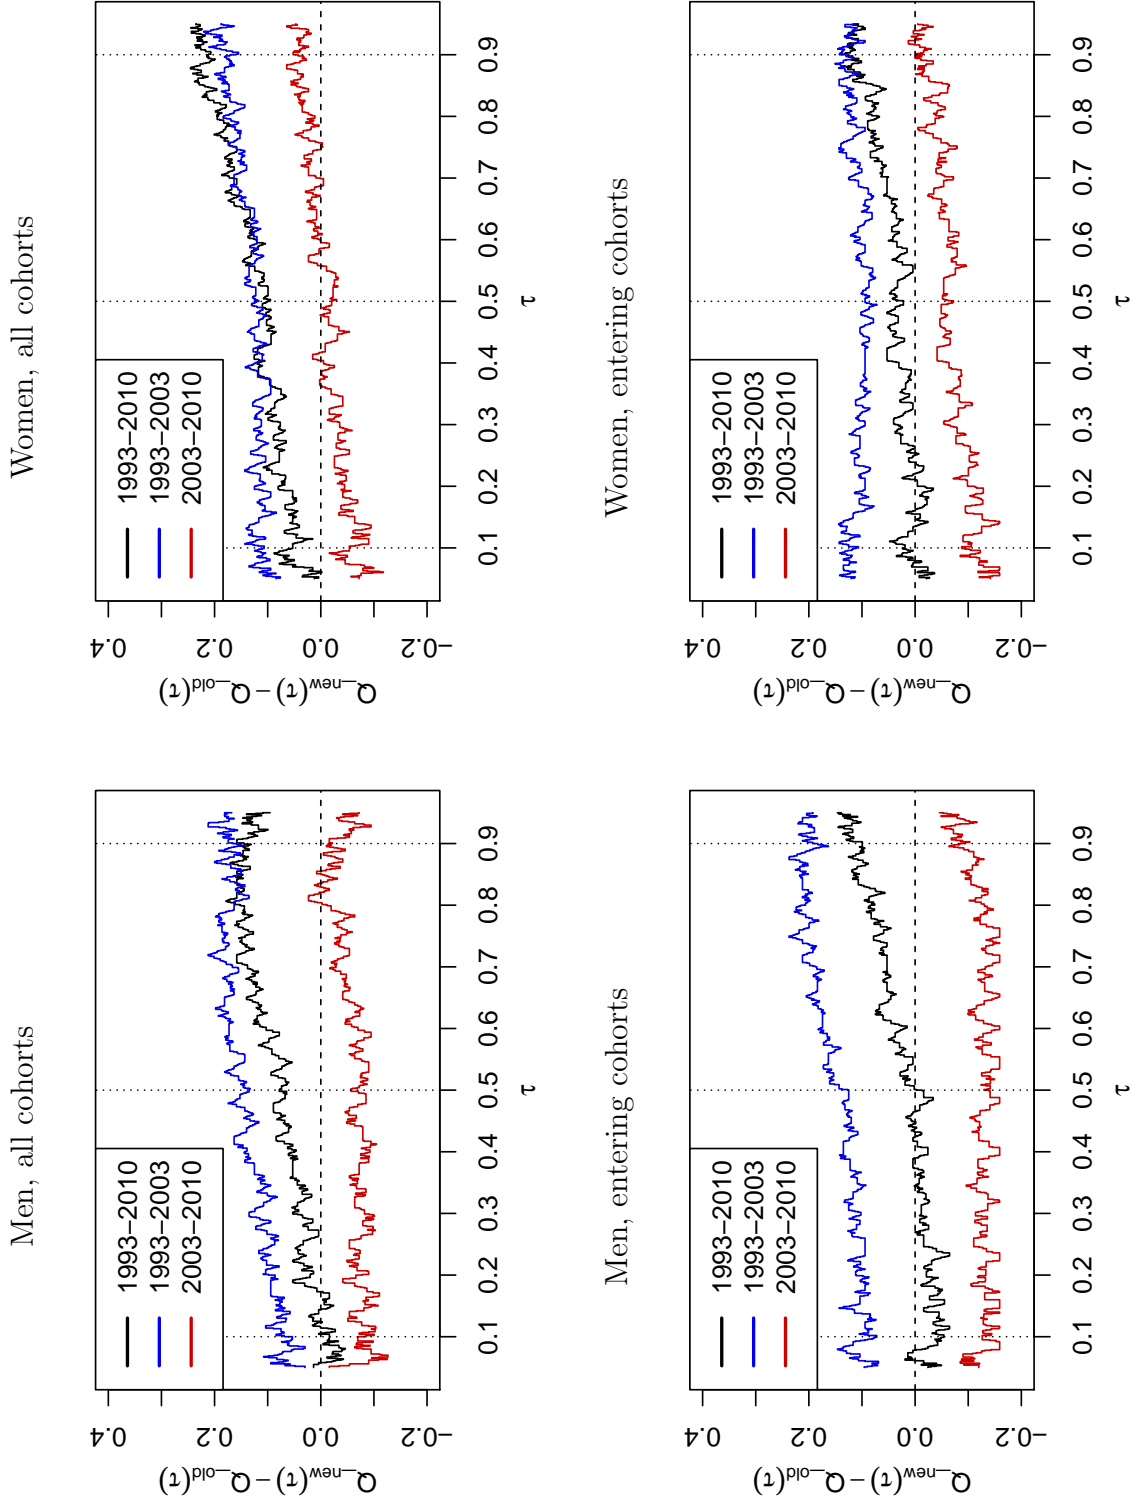 Men, all cohorts
Q_new(τ) − Q_old(τ)
0.4
0.2
0.0
−0.2
1993−2010
1993−2003
2003−2010
0.1 0.2 0.3 0.4 0.5 0.6 0.7 0.8 0.9
τ
Women, all cohorts
Q_new(τ) − Q_old(τ)
0.4
0.2
0.0
−0.2
1993−2010
1993−2003
2003−2010
0.1 0.2 0.3 0.4 0.5 0.6 0.7 0.8 0.9
τ
Men, entering cohorts
Q_new(τ) − Q_old(τ)
0.4
0.2
0.0
−0.2
1993−2010
1993−2003
2003−2010
0.1 0.2 0.3 0.4 0.5 0.6 0.7 0.8 0.9
τ
Women, entering cohorts
Q_new(τ) − Q_old(τ)
0.4
0.2
0.0
−0.2
1993−2010
1993−2003
2003−2010
0.1 0.2 0.3 0.4 0.5 0.6 0.7 0.8 0.9
τ